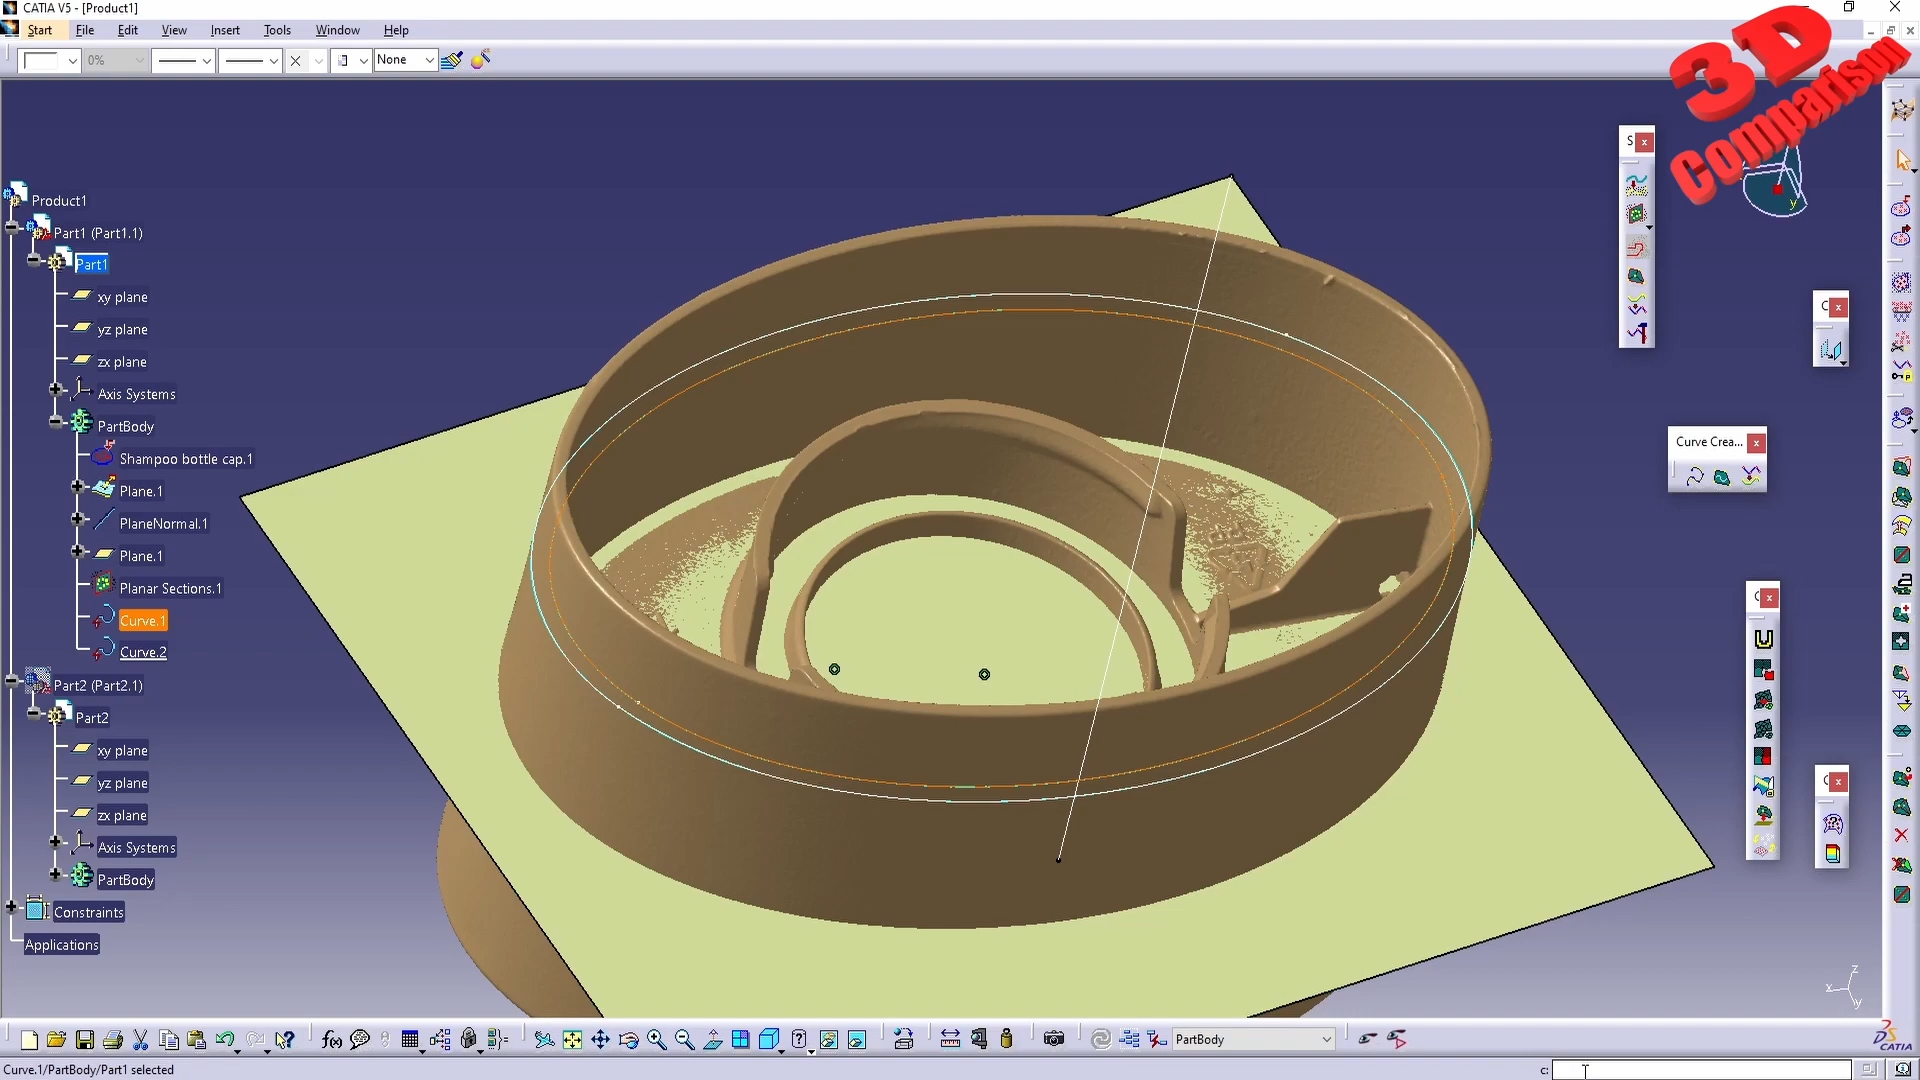 CATIA V5 - [Product1]
Start File Edit View Insert Tools Window Help
0% None
3D
Comparison
S
y
Product1
Part1 (Part1.1)
Part1
xy plane
yz plane
zx plane
Axis Systems
PartBody
Shampoo bottle cap.1
Plane.1
PlaneNormal.1
Plane.1
Planar Sections.1
Curve.1
Curve.2
Part2 (Part2.1)
Part2
xy plane
yz plane
zx plane
Axis Systems
PartBody
Constraints
Applications
Curve Crea...
z
x
y
f(x)
PartBody
CATIA
Curve.1/PartBody/Part1 selected
c: